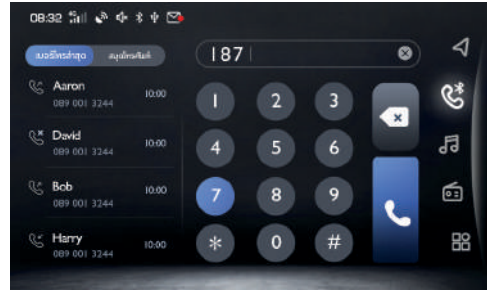 08:32 4G
เบอร์โทรล่าสุด สมุดโทรศัพท์
187
Aaron 10:00
089 001 3244
David 10:00
089 001 3244
Bob 10:00
089 001 3244
Harry 10:00
089 001 3244
1 2 3
4 5 6
7 8 9
* 0 #